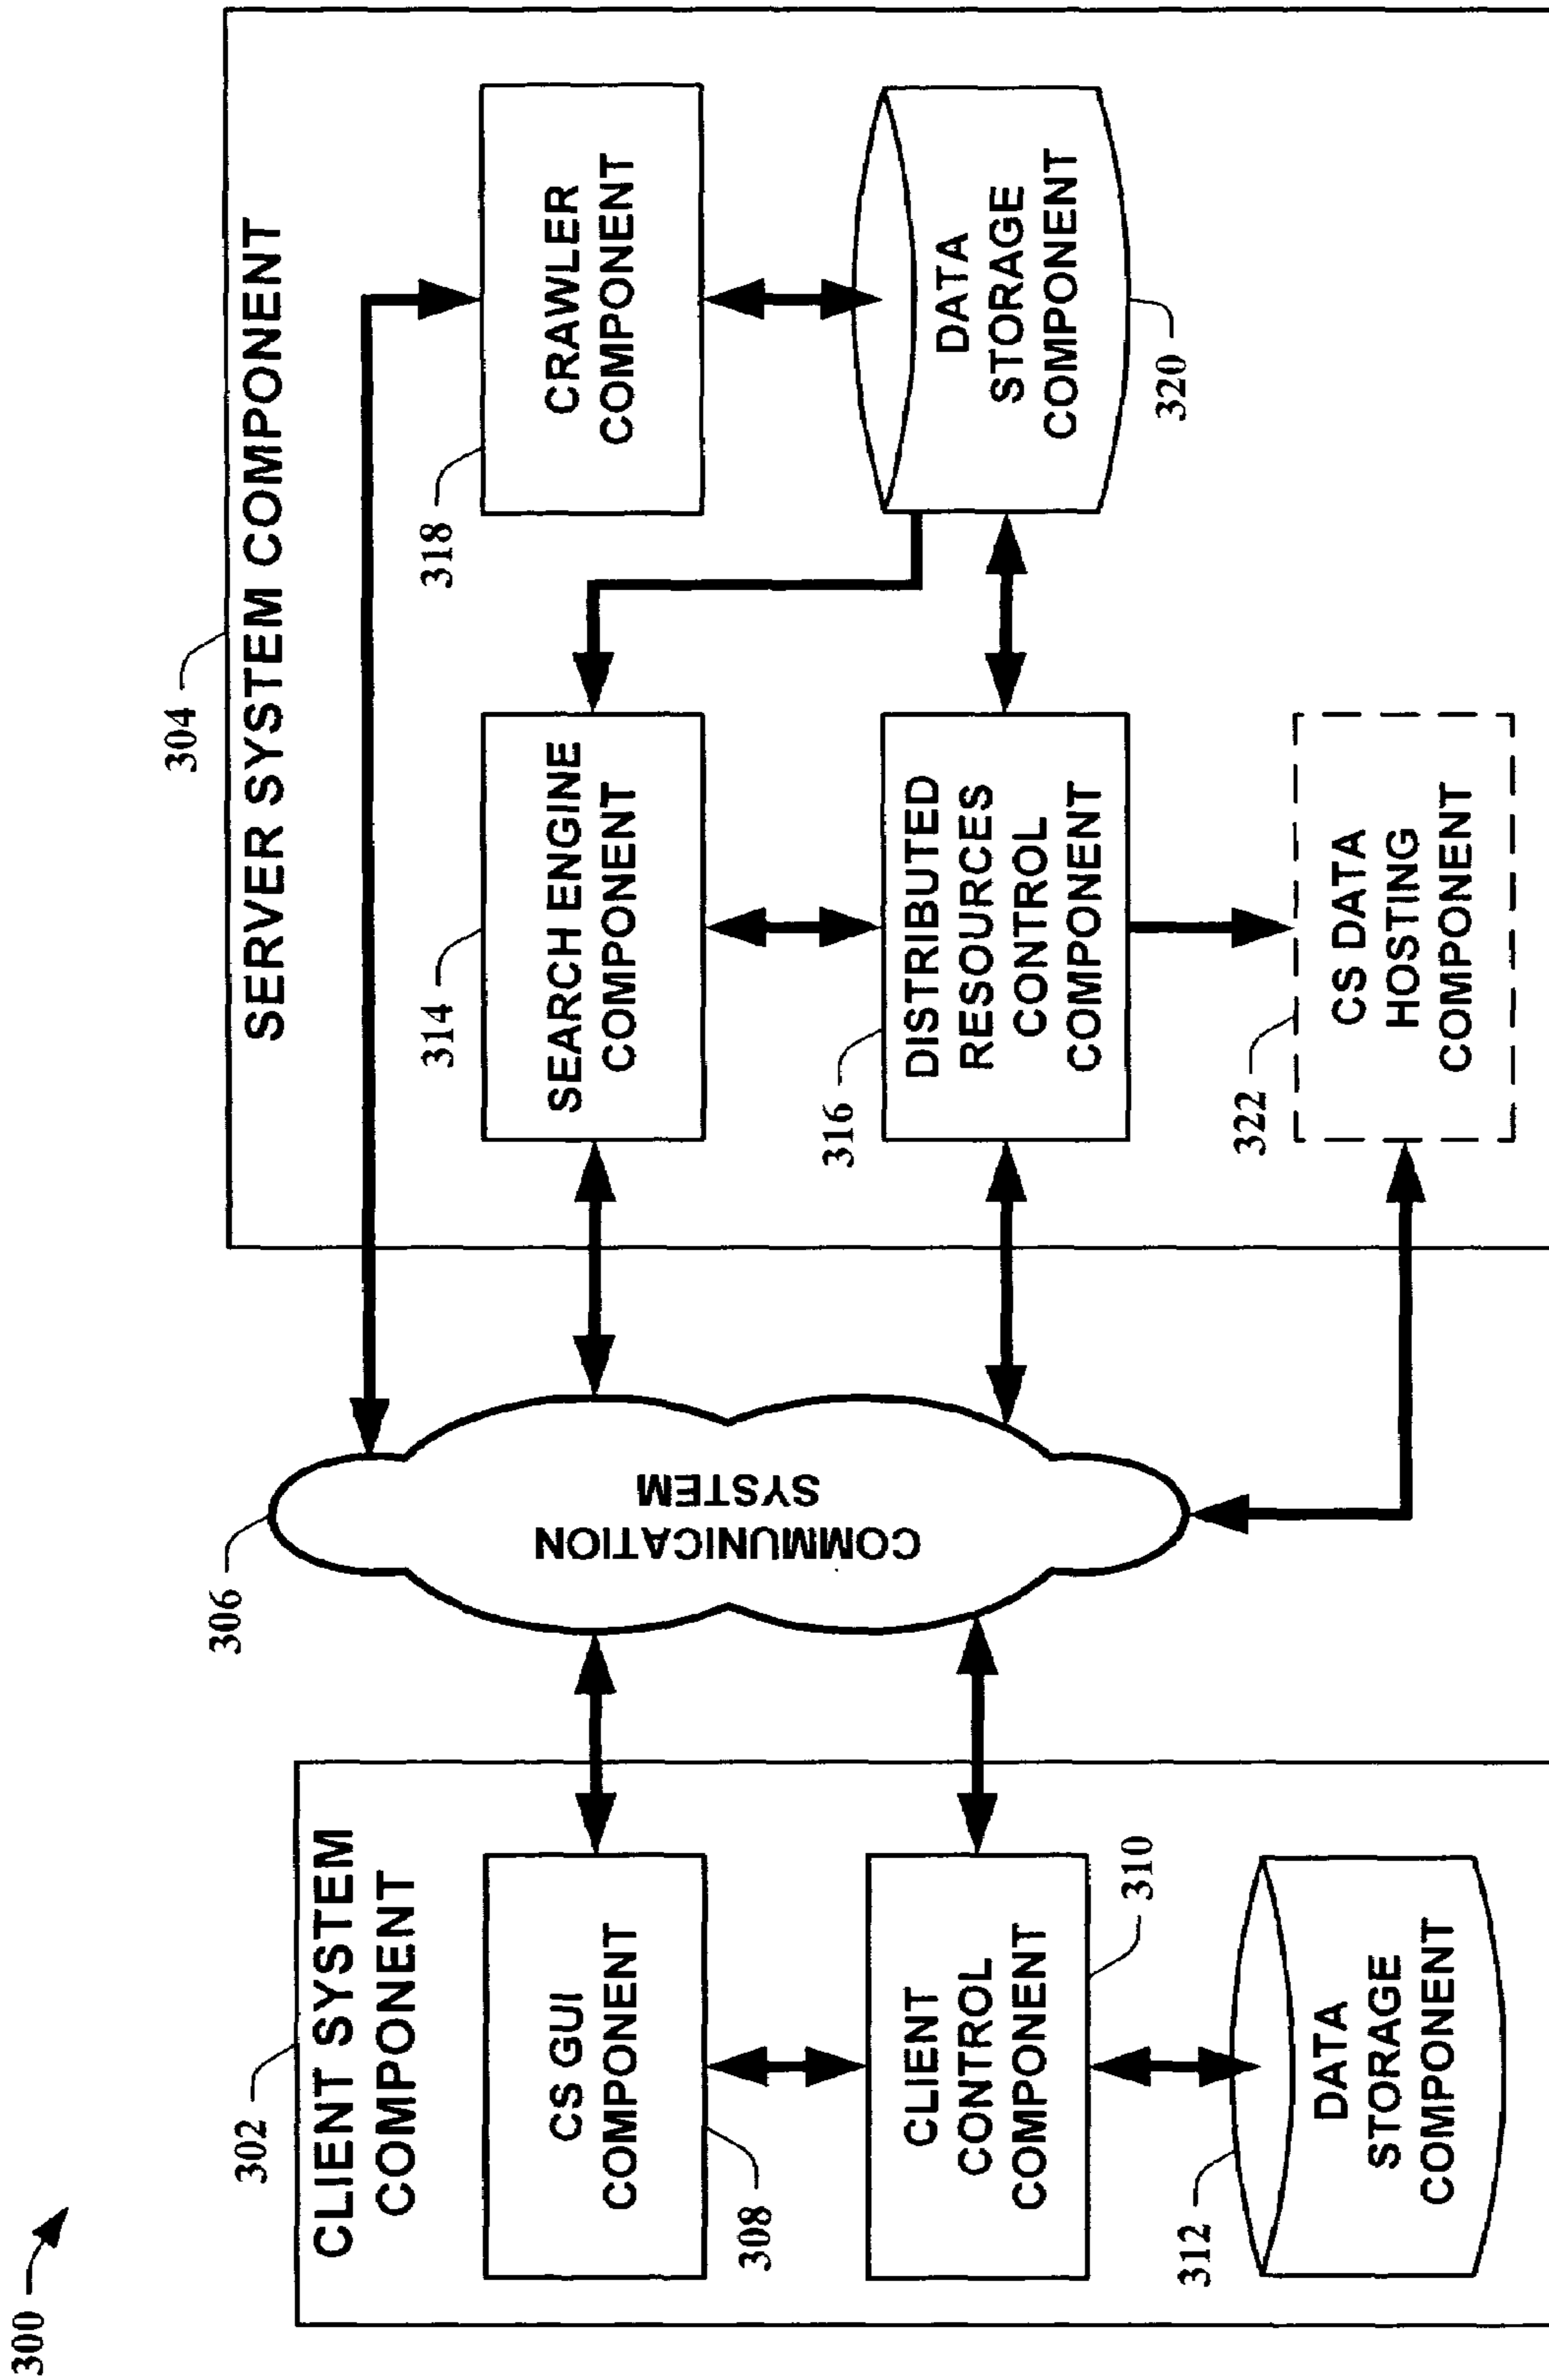 300
302
CLIENT SYSTEM
COMPONENT
CS GUI
COMPONENT
308
CLIENT
CONTROL
COMPONENT
310
312
DATA
STORAGE
COMPONENT
306
COMMUNICATION
SYSTEM
304
SERVER SYSTEM COMPONENT
314
SEARCH ENGINE
COMPONENT
318
CRAWLER
COMPONENT
316
DISTRIBUTED
RESOURCES
CONTROL
COMPONENT
DATA
STORAGE
COMPONENT
320
322
CS DATA
HOSTING
COMPONENT